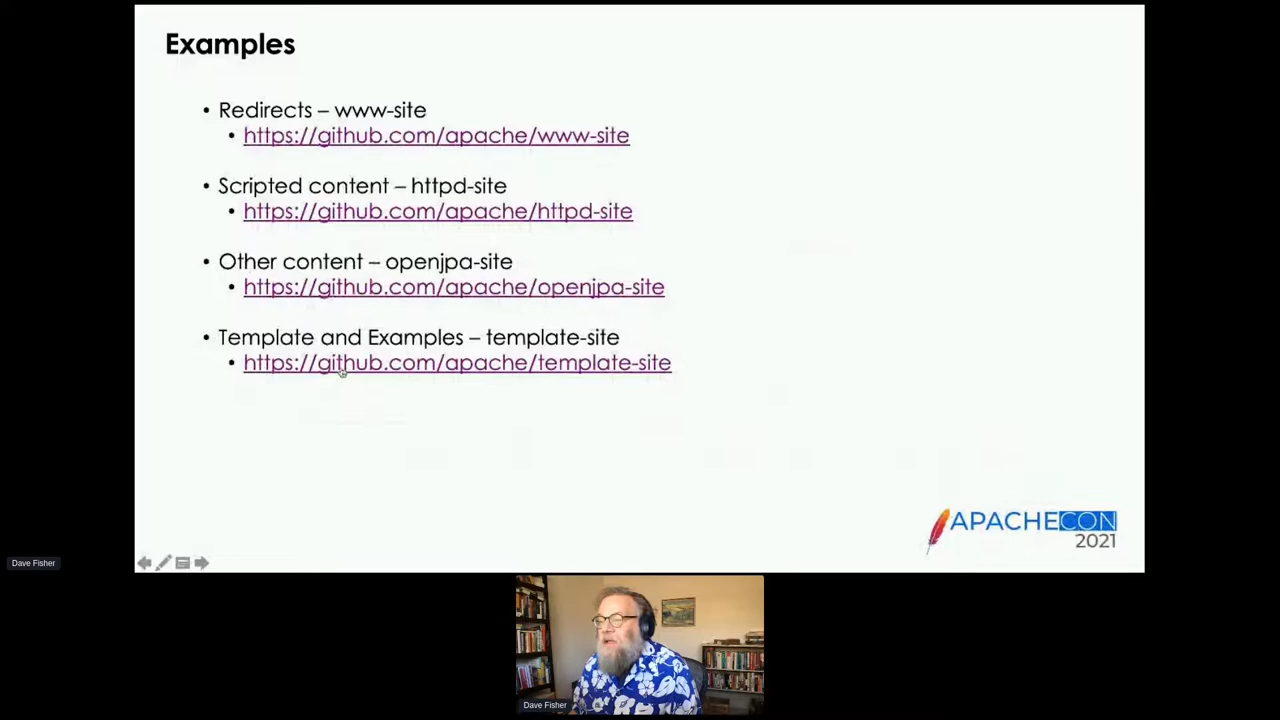 Examples
• Redirects – www-site
• https://github.com/apache/www-site
• Scripted content – httpd-site
• https://github.com/apache/httpd-site
• Other content – openjpa-site
• https://github.com/apache/openjpa-site
• Template and Examples – template-site
• https://github.com/apache/template-site
APACHECON
2021
Dave Fisher
Dave Fisher